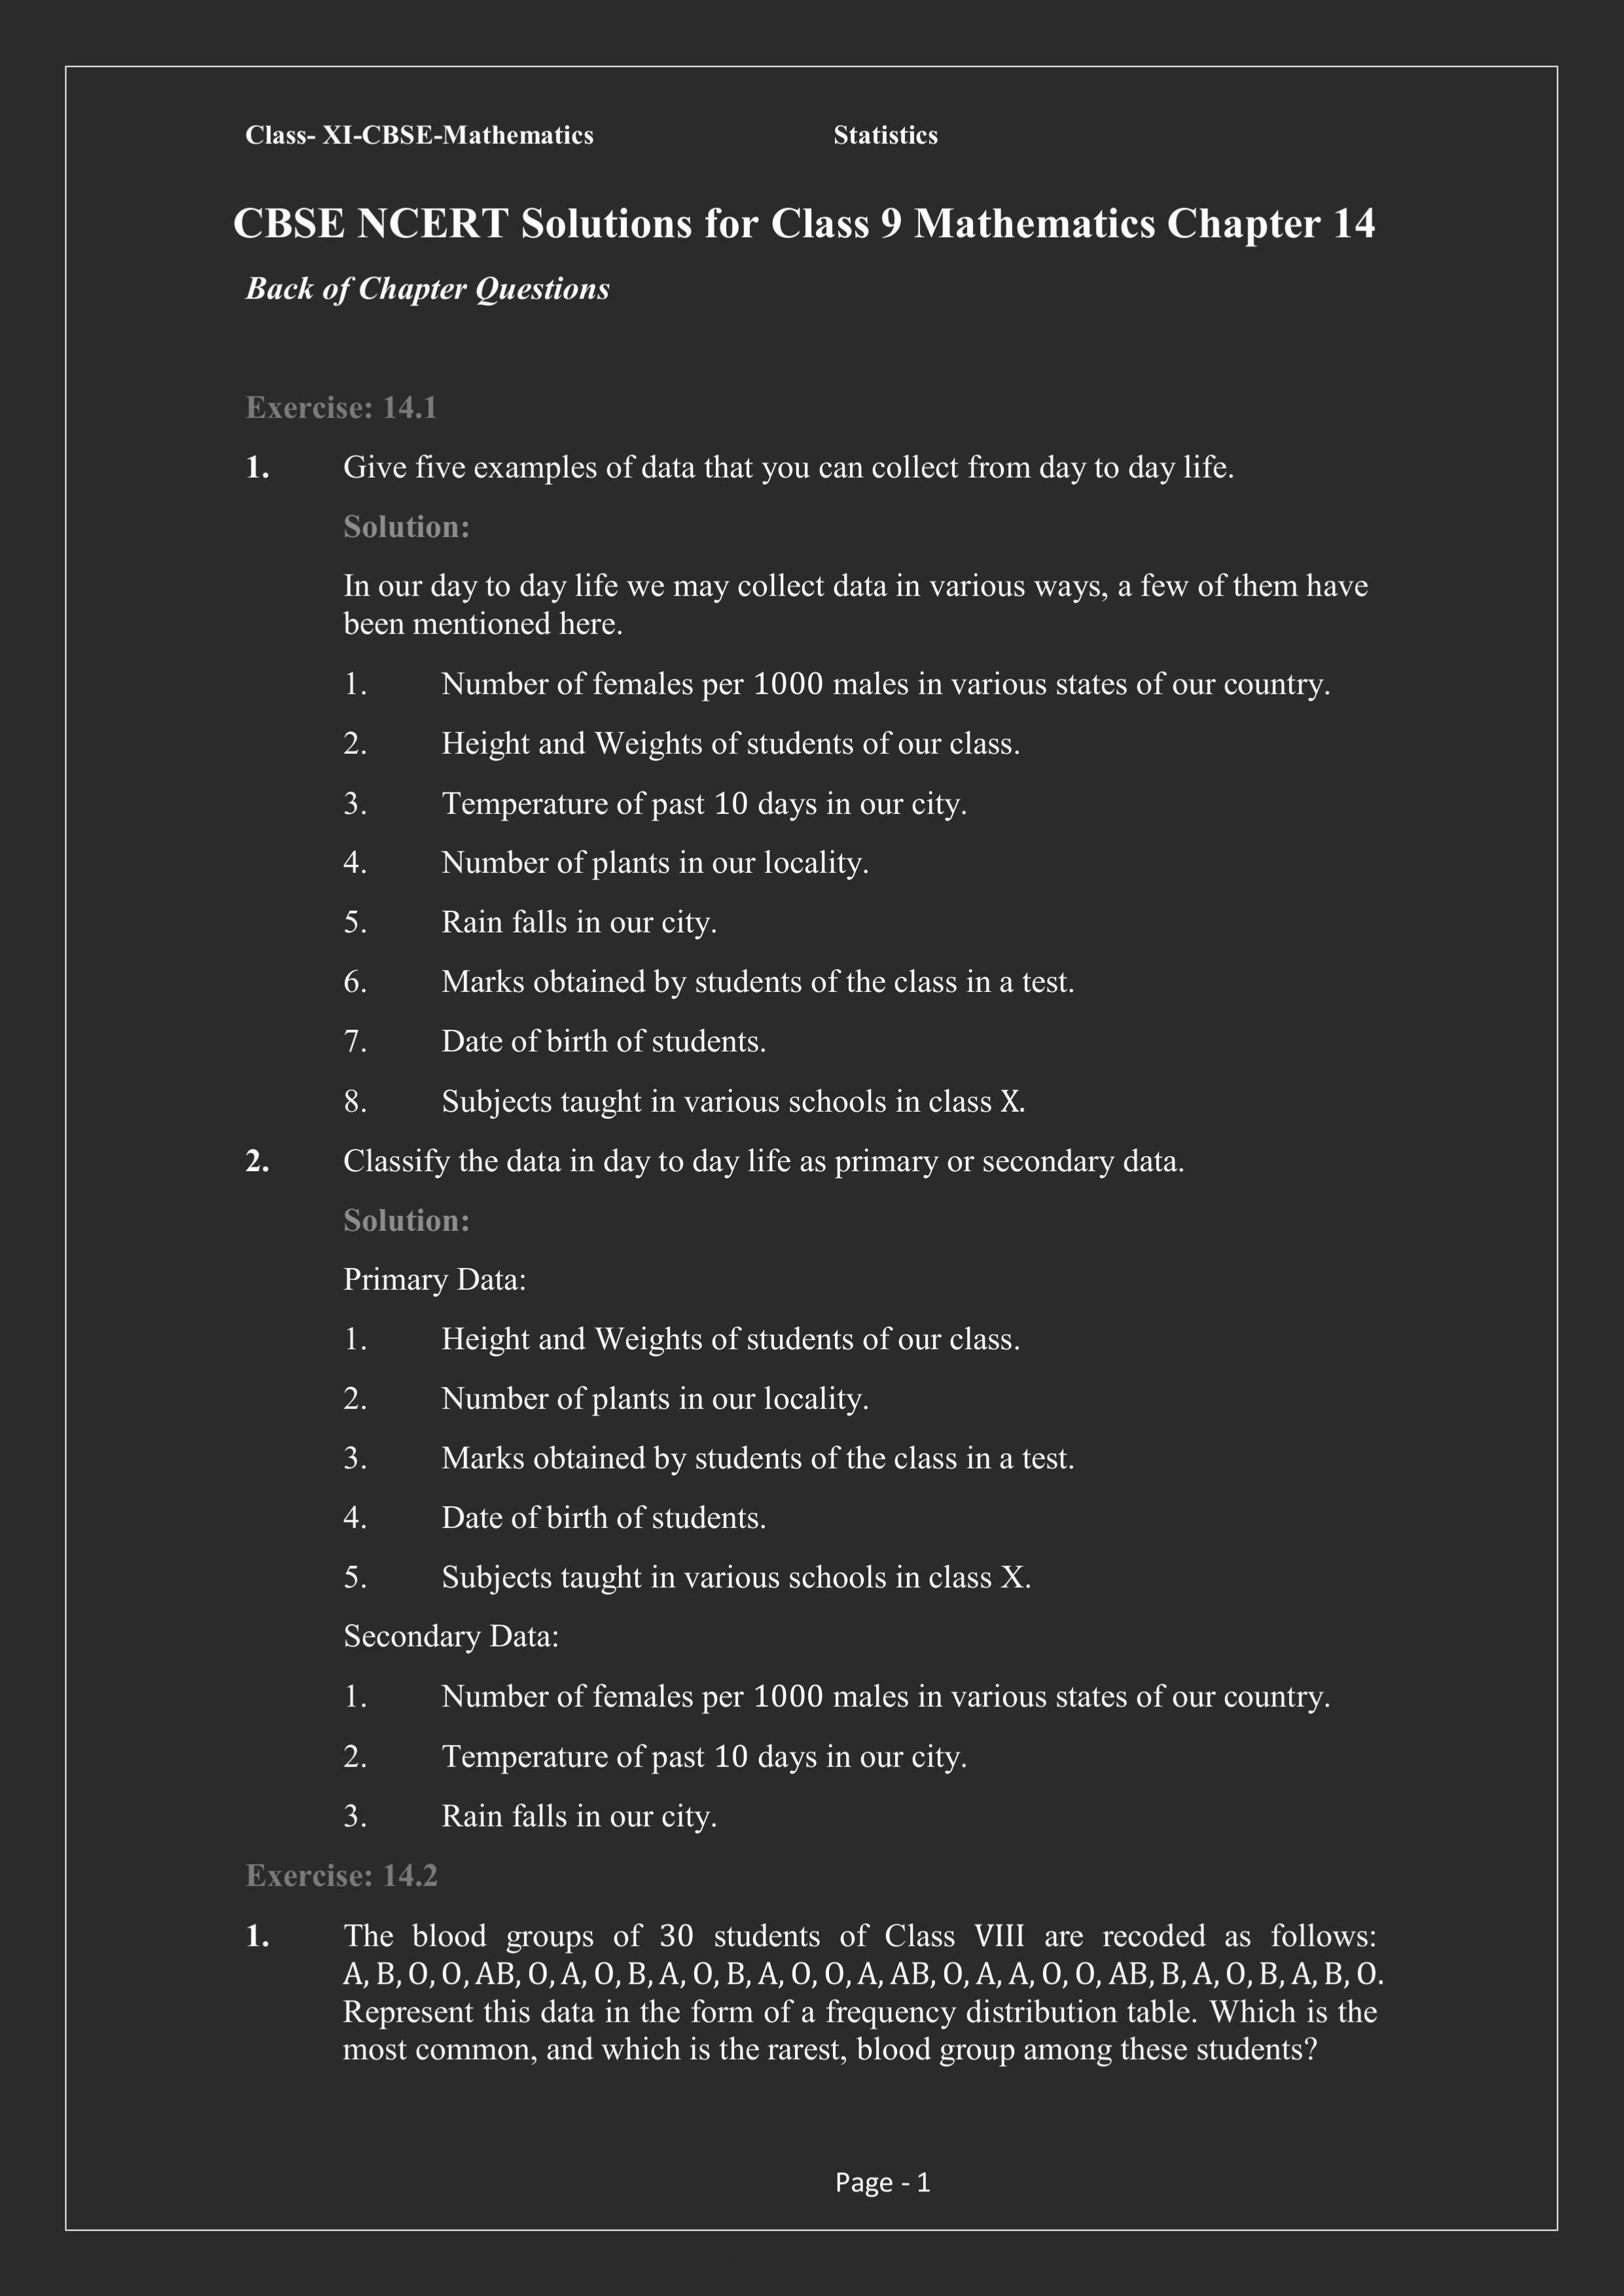 Class- XI-CBSE-Mathematics Statistics
CBSE NCERT Solutions for Class 9 Mathematics Chapter 14
Back of Chapter Questions
Exercise: 14.1
1. Give five examples of data that you can collect from day to day life.
Solution:
In our day to day life we may collect data in various ways, a few of them have
been mentioned here.
1. Number of females per 1000 males in various states of our country.
2. Height and Weights of students of our class.
3. Temperature of past 10 days in our city.
4. Number of plants in our locality.
5. Rain falls in our city.
6. Marks obtained by students of the class in a test.
7. Date of birth of students.
8. Subjects taught in various schools in class X.
2. Classify the data in day to day life as primary or secondary data.
Solution:
Primary Data:
1. Height and Weights of students of our class.
2. Number of plants in our locality.
3. Marks obtained by students of the class in a test.
4. Date of birth of students.
5. Subjects taught in various schools in class X.
Secondary Data:
1. Number of females per 1000 males in various states of our country.
2. Temperature of past 10 days in our city.
3. Rain falls in our city.
Exercise: 14.2
1. The blood groups of 30 students of Class VIII are recoded as follows:
A, B, O, O, AB, O, A, O, B, A, O, B, A, O, O, A, AB, O, A, A, O, O, AB, B, A, O, B, A, B, O.
Represent this data in the form of a frequency distribution table. Which is the
most common, and which is the rarest, blood group among these students?
Page - 1